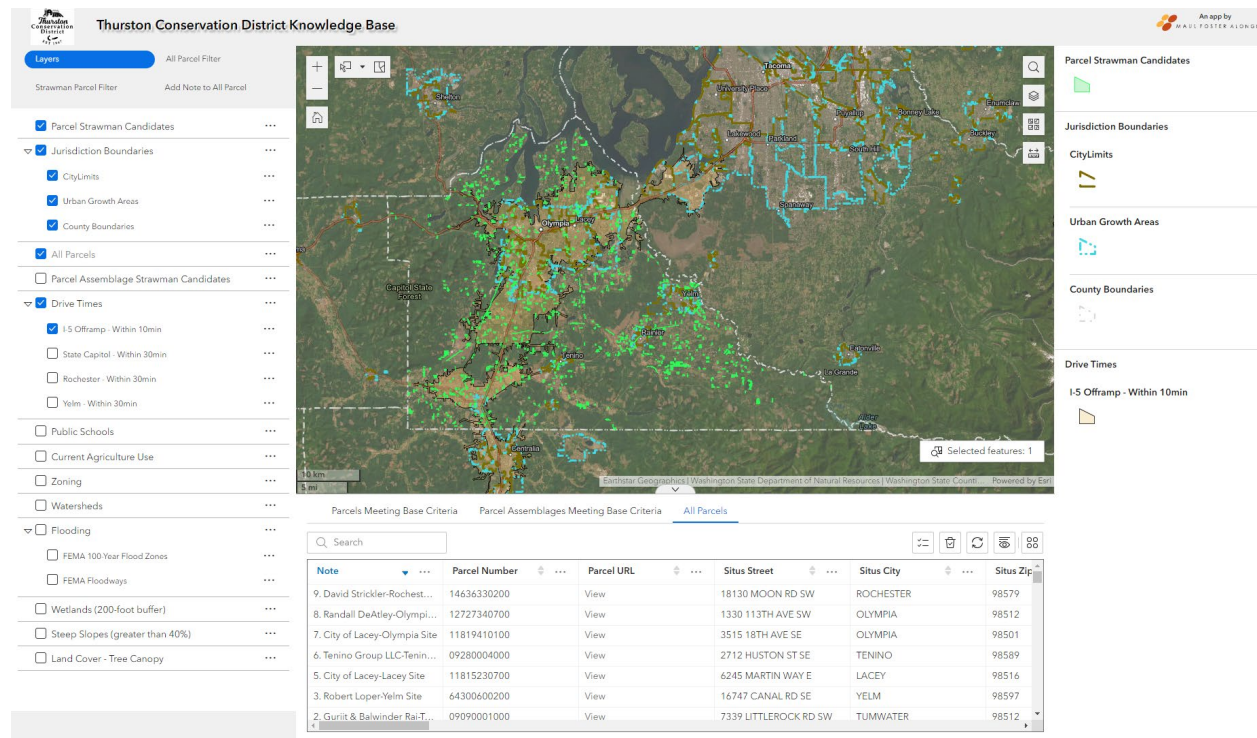 Thurston
Conservation
District
Thurston Conservation District Knowledge Base
An app by
MAUL FOSTER ALONG
Layers
All Parcel Filter
Strawman Parcel Filter
Add Note to All Parcel
Parcel Strawman Candidates
Jurisdiction Boundaries
CityLimits
Urban Growth Areas
County Boundaries
All Parcels
Parcel Assemblage Strawman Candidates
Drive Times
I-5 Offramp - Within 10min
State Capitol - Within 30min
Rochester - Within 30min
Yelm - Within 30min
Public Schools
Current Agriculture Use
Zoning
Watersheds
Flooding
FEMA 100-Year Flood Zones
FEMA Floodways
Wetlands (200-foot buffer)
Steep Slopes (greater than 40%)
Land Cover - Tree Canopy
Tacoma
University Place
Shelton
Puyallup
Bonney Lake
Enumclaw
Buckley
Lakewood
Parkland
South Hill
Spanaway
Olympia
Lacey
Capitol State
Forest
Yelm
Rainier
Tenino
Eatonville
La Grande
Alder
Lake
Centralia
Selected features: 1
10 km
5 mi
Earthstar Geographics | Washington State Department of Natural Resources | Washington State Counti ...
Powered by Esri
Parcels Meeting Base Criteria
Parcel Assemblages Meeting Base Criteria
All Parcels
Search
Note Parcel Number Parcel URL Situs Street Situs City Situs Zip
9. David Strickler-Rochest... 14636330200 View 18130 MOON RD SW ROCHESTER 98579
8. Randall DeAtley-Olympi... 12727340700 View 1330 113TH AVE SW OLYMPIA 98512
7. City of Lacey-Olympia Site 11819410100 View 3515 18TH AVE SE OLYMPIA 98501
6. Tenino Group LLC-Tenin... 09280004000 View 2712 HUSTON ST SE TENINO 98589
5. City of Lacey-Lacey Site 11815230700 View 6245 MARTIN WAY E LACEY 98516
3. Robert Loper-Yelm Site 64300600200 View 16747 CANAL RD SE YELM 98597
2. Gurjit & Balwinder Rai-T... 09090001000 View 7339 LITTLEROCK RD SW TUMWATER 98512
Parcel Strawman Candidates
Jurisdiction Boundaries
CityLimits
Urban Growth Areas
County Boundaries
Drive Times
I-5 Offramp - Within 10min